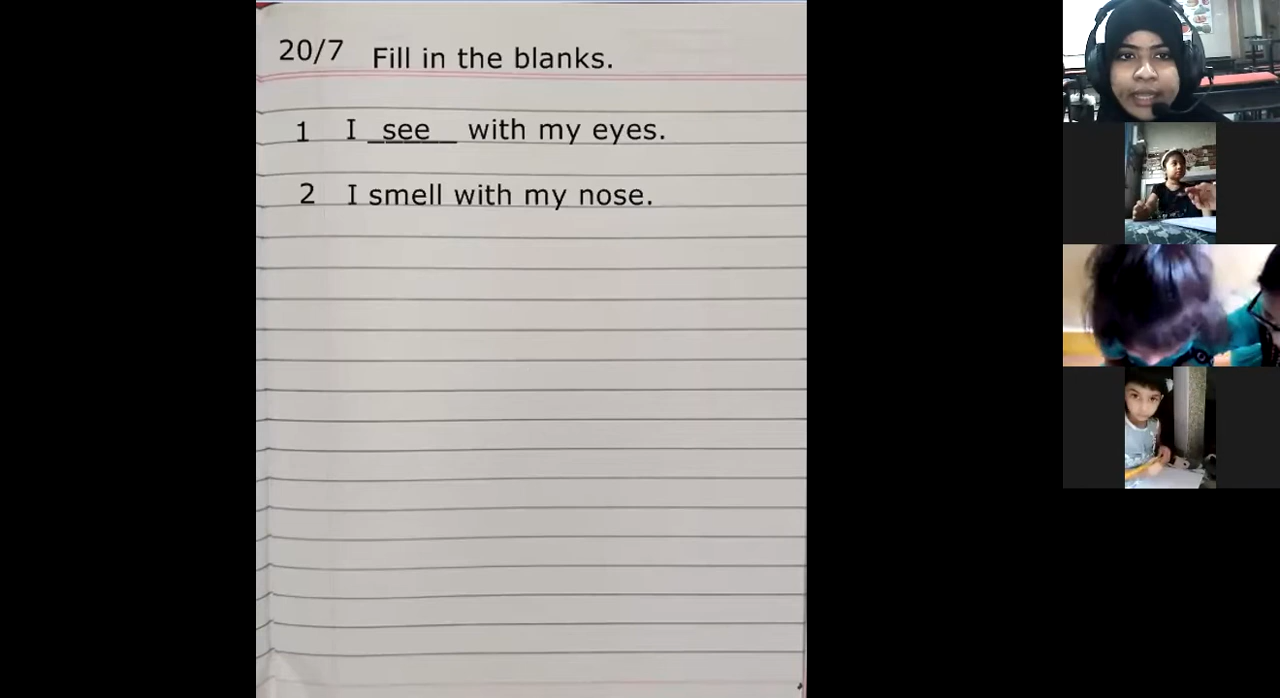 20/7 Fill in the blanks.
1 I see with my eyes.
2 I smell with my nose.